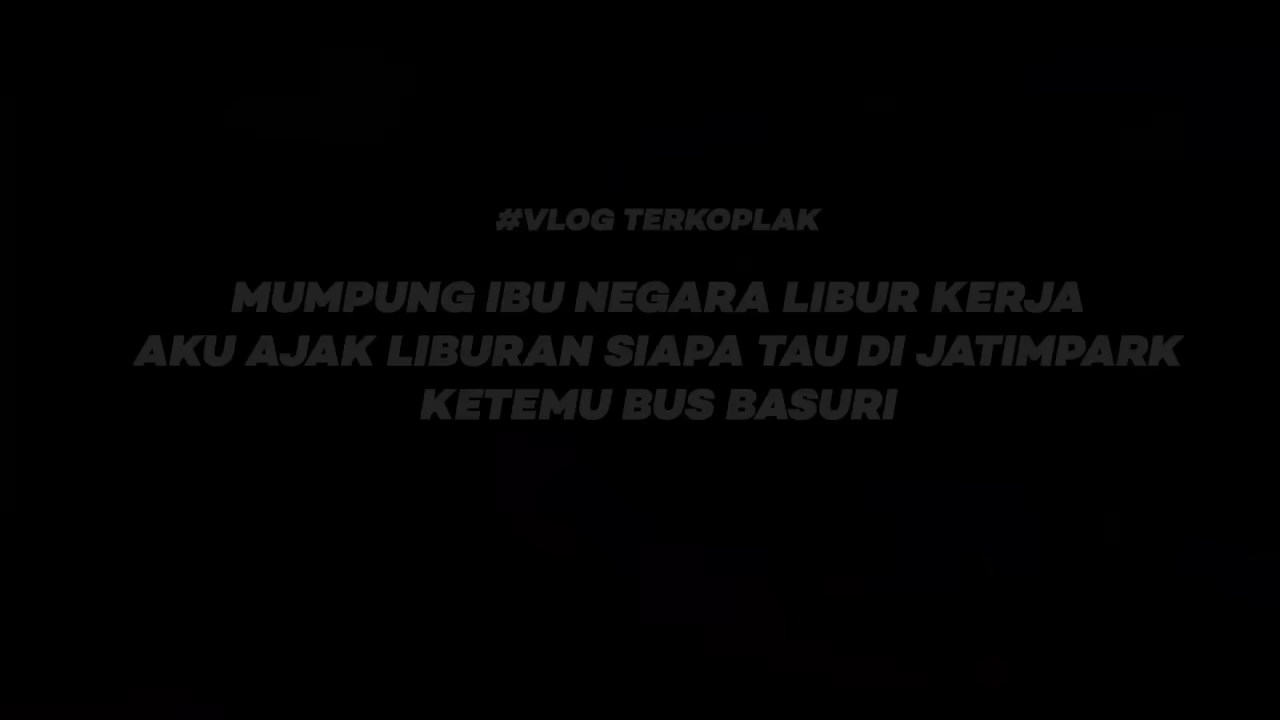 #VLOG TERKOPLAK
MUMPUNG IBU NEGARA LIBUR KERJA
AKU AJAK LIBURAN SIAPA TAU DI JATIMPARK
KETEMU BUS BASURI